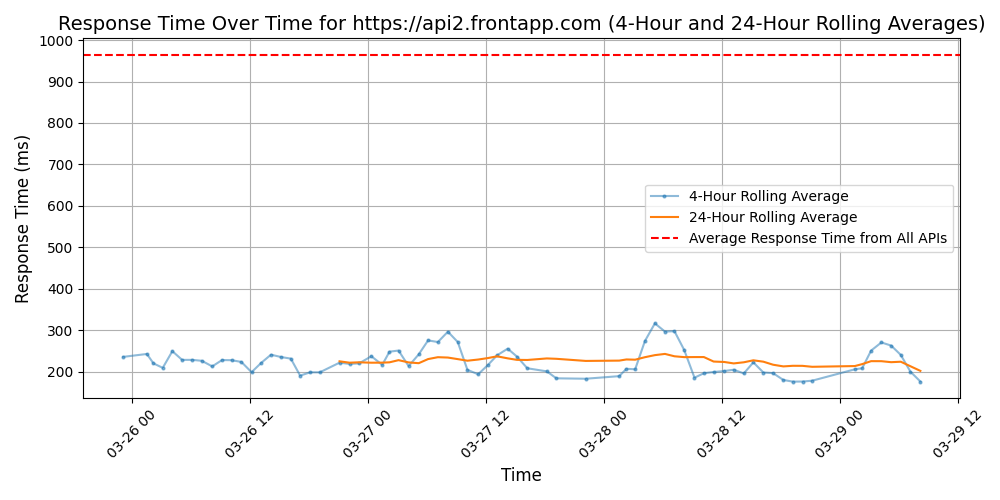 Response Time Over Time for https://api2.frontapp.com (4-Hour and 24-Hour Rolling Averages)
Response Time (ms)
1000
900
800
700
600
500
400
300
200
4-Hour Rolling Average
24-Hour Rolling Average
Average Response Time from All APIs
03-26 00
03-26 12
03-27 00
03-27 12
03-28 00
03-28 12
03-29 00
03-29 12
Time